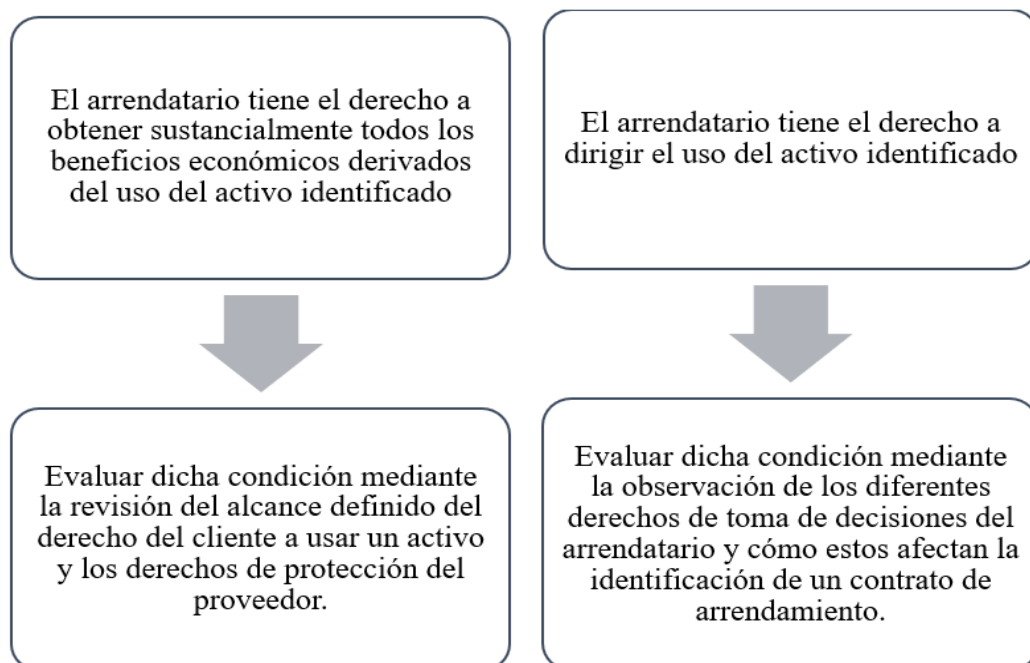 El arrendatario tiene el derecho a
obtener sustancialmente todos los
beneficios económicos derivados
del uso del activo identificado
El arrendatario tiene el derecho a
dirigir el uso del activo identificado
Evaluar dicha condición mediante
la revisión del alcance definido del
derecho del cliente a usar un activo
y los derechos de protección del
proveedor.
Evaluar dicha condición mediante
la observación de los diferentes
derechos de toma de decisiones del
arrendatario y cómo estos afectan la
identificación de un contrato de
arrendamiento.